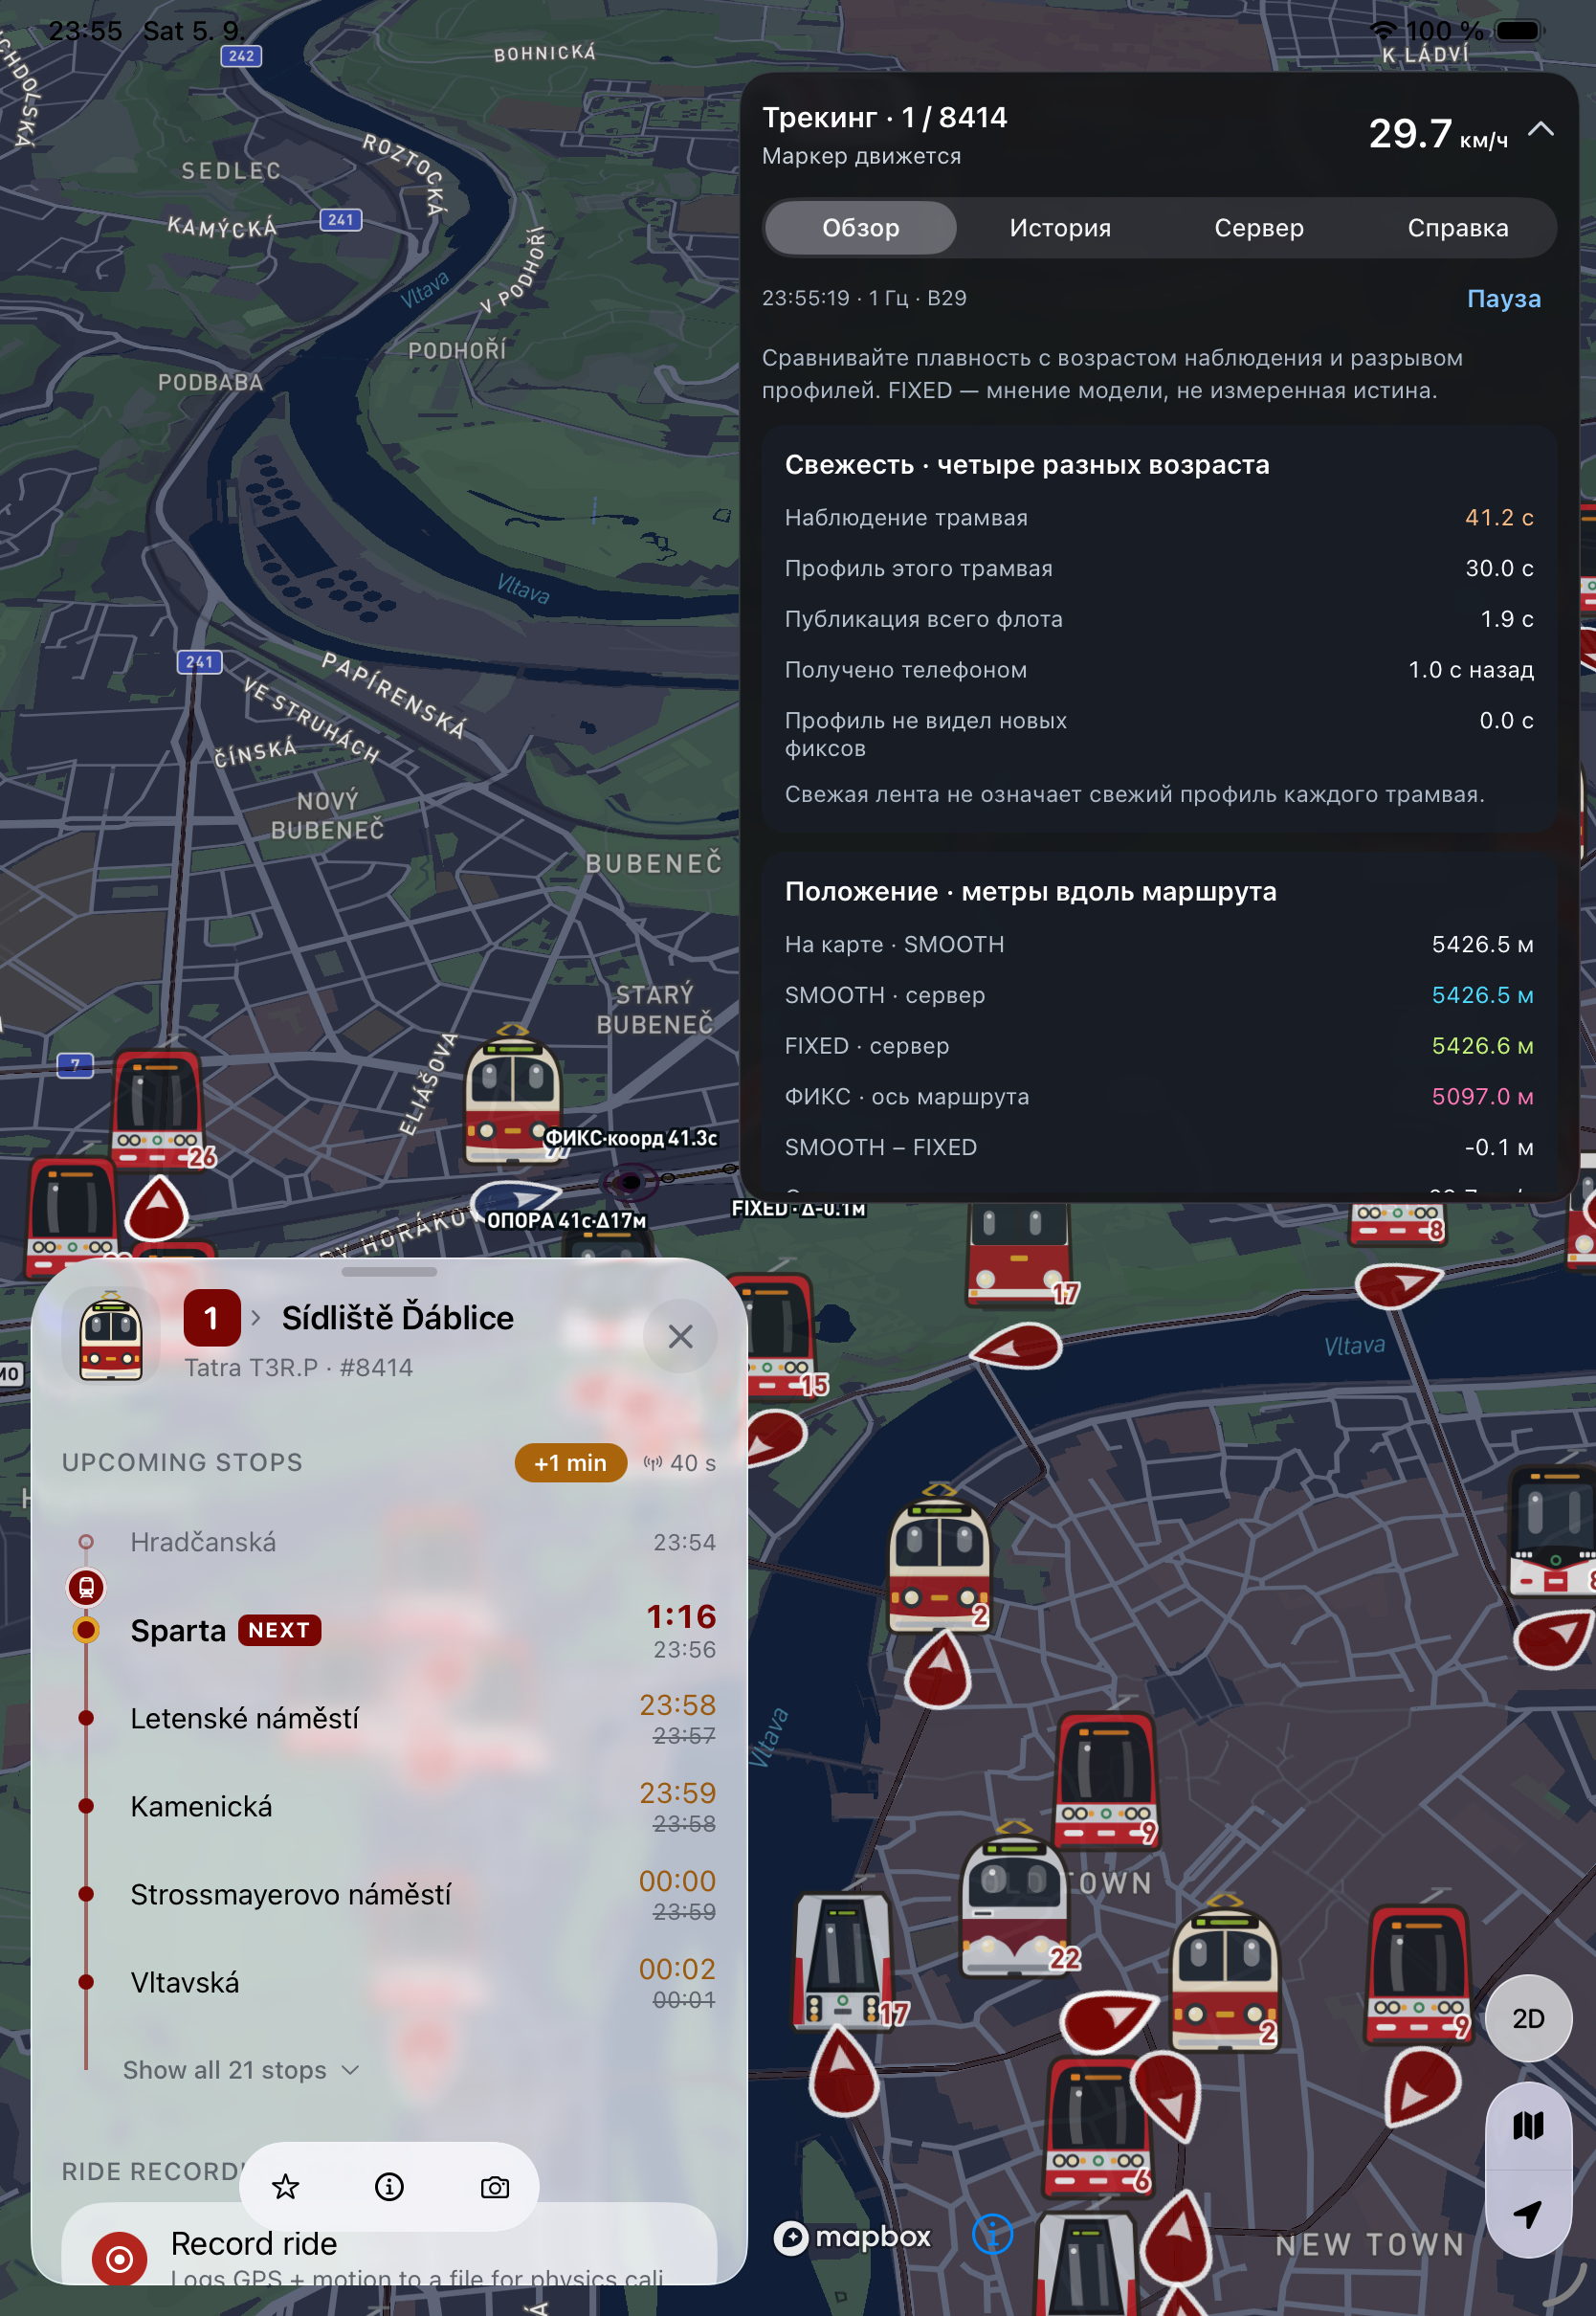 23:55 Sat 5. 9.
100 %
242
BOHNICKÁ
K LÁDVÍ
SEDLEC
ROZTOCKÁ
KAMÝCKÁ
241
Vltava
V PODHOŘÍ
PODHOŘÍ
PODBABA
Vltava
241
PAPÍRENSKÁ
VE STRUHÁCH
ČÍNSKÁ
NOVÝ
BUBENEČ
BUBENEČ
STARÝ
BUBENEČ
7
ELIÁŠOVA
26
Трекинг · 1 / 8414
29.7 км/ч
Маркер движется
Обзор
История
Сервер
Справка
23:55:19 · 1 Гц · B29
Пауза
Сравнивайте плавность с возрастом наблюдения и разрывом
профилей. FIXED — мнение модели, не измеренная истина.
Свежесть · четыре разных возраста
Наблюдение трамвая 41.2 с
Профиль этого трамвая 30.0 с
Публикация всего флота 1.9 с
Получено телефоном 1.0 с назад
Профиль не видел новых 0.0 с
фиксов
Свежая лента не означает свежий профиль каждого трамвая.
Положение · метры вдоль маршрута
На карте · SMOOTH 5426.5 м
SMOOTH · сервер 5426.5 м
FIXED · сервер 5426.6 м
ФИКС · ось маршрута 5097.0 м
SMOOTH – FIXED -0.1 м
ФИКС·коорд 41.3с
ОПОРА 41с·Δ17м
FIXED·Δ-0.1м
1 › Sídliště Ďáblice
Tatra T3R.P · #8414
UPCOMING STOPS
+1 min
40 s
Hradčanská 23:54
Sparta NEXT 1:16
23:56
Letenské náměstí 23:58
23:57
Kamenická 23:59
23:58
Strossmayerovo náměstí 00:00
23:59
Vltavská 00:02
00:01
Show all 21 stops
Record ride
Logs GPS + motion to a file for physics cali
17
8
15
Vltava
2
Vltava
9
TOWN
22
17
2
9
6
2D
mapbox
NEW TOWN